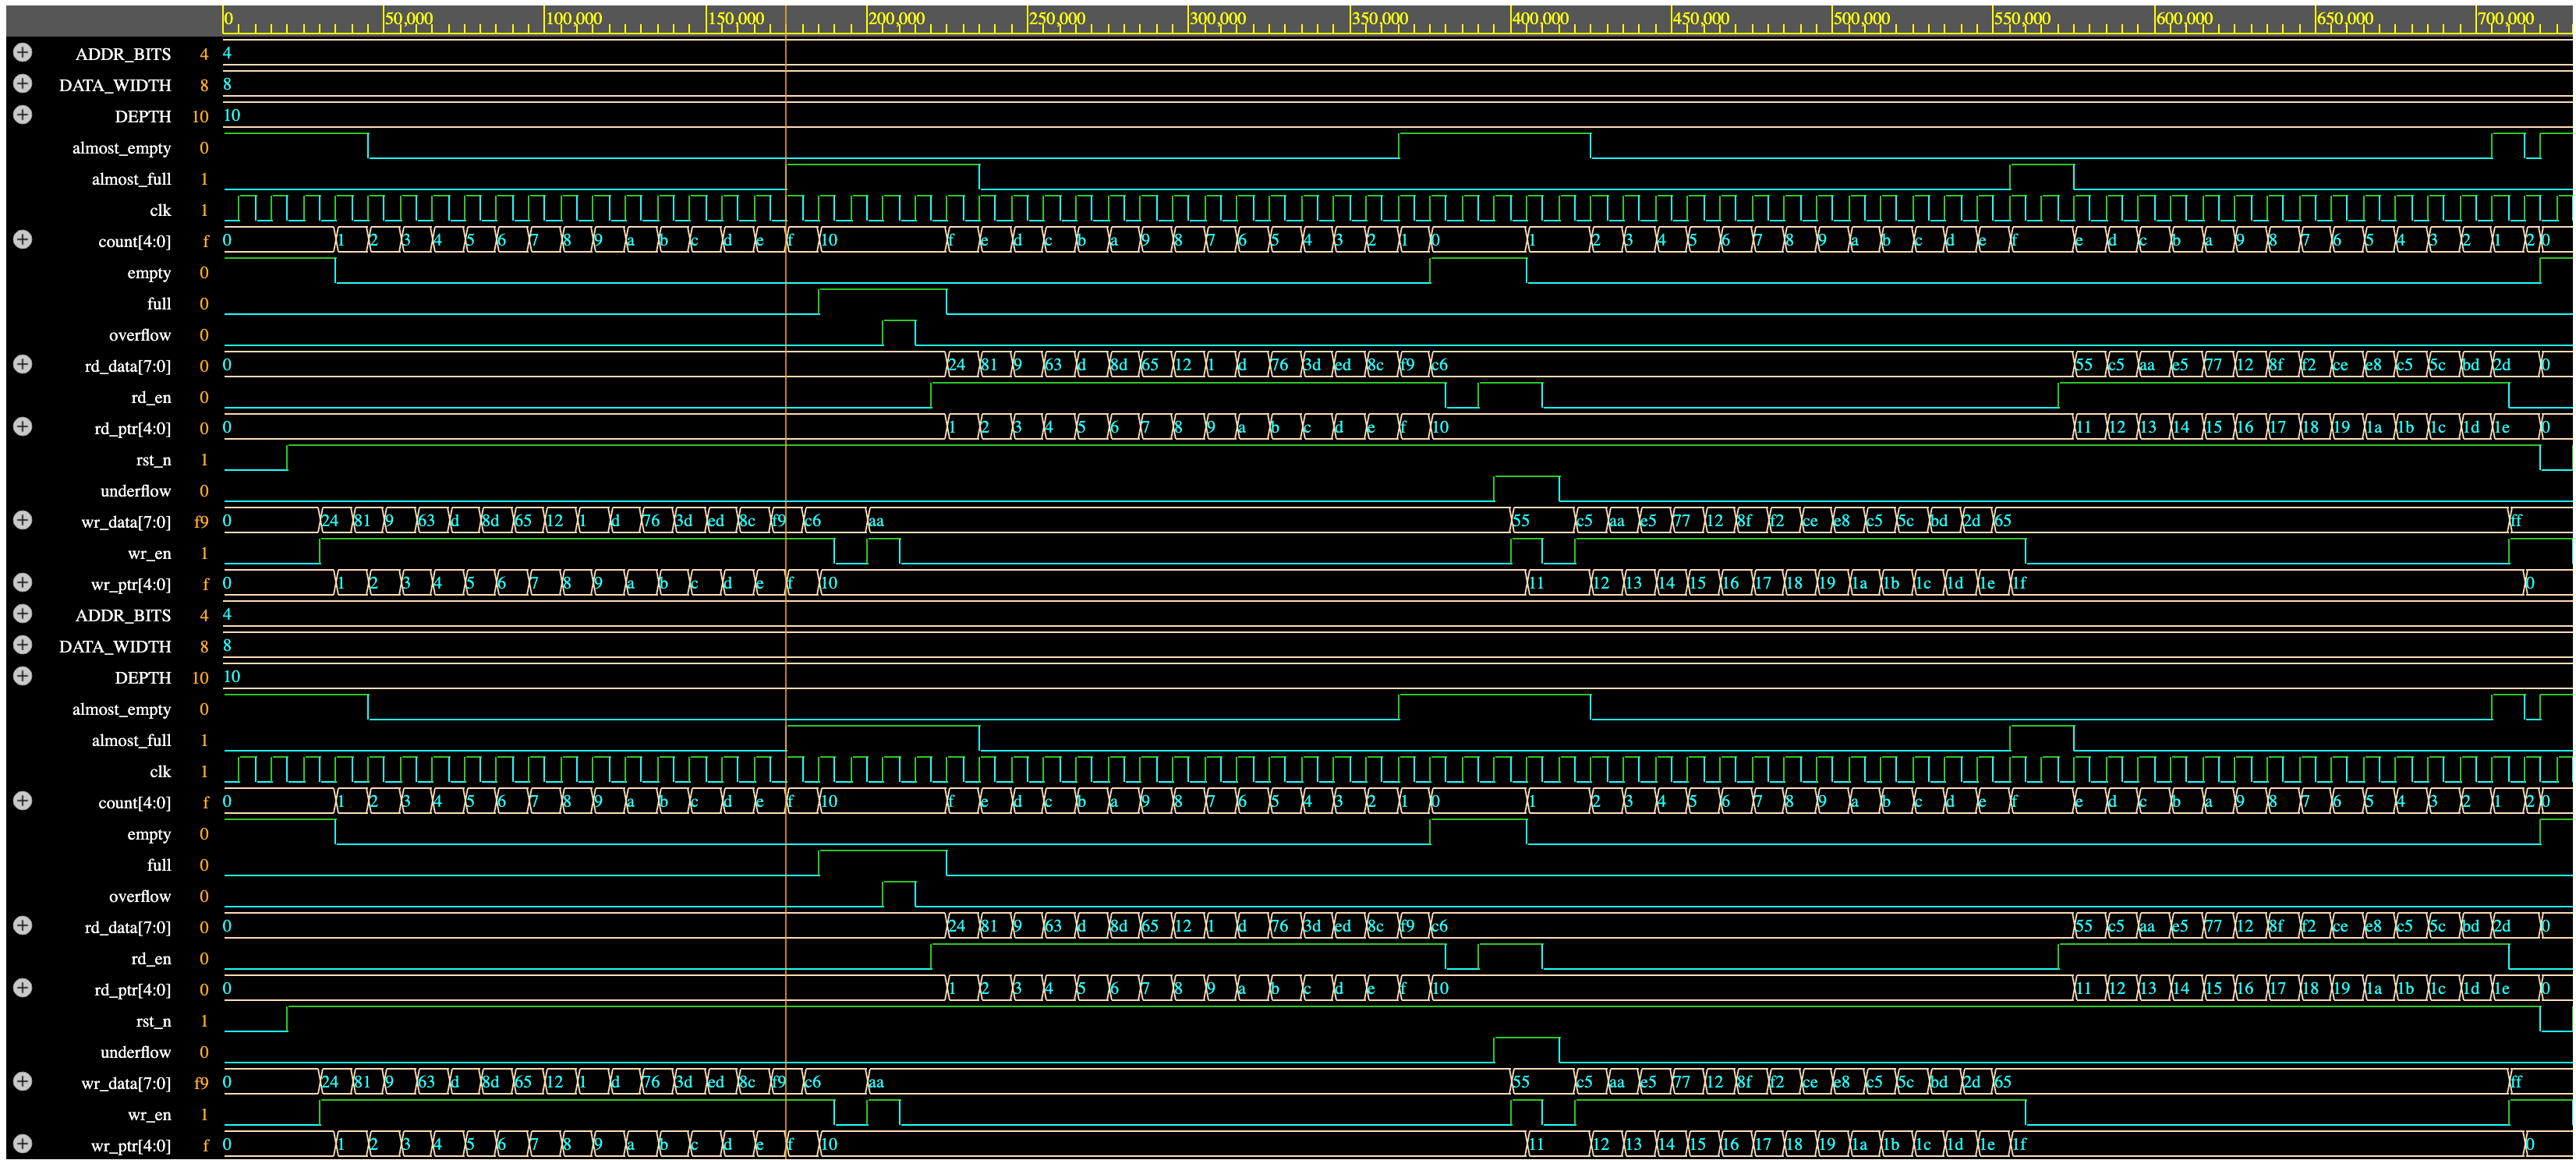 0 50,000 100,000 150,000 200,000 250,000 300,000 350,000 400,000 450,000 500,000 550,000 600,000 650,000 700,000
ADDR_BITS 4 4
DATA_WIDTH 8 8
DEPTH 10 10
almost_empty 0
almost_full 1
clk 1
count[4:0] f 0 1 2 3 4 5 6 7 8 9 a b c d e f 10 f e d c b a 9 8 7 6 5 4 3 2 1 0 1 2 3 4 5 6 7 8 9 a b c d e f e d c b a 9 8 7 6 5 4 3 2 1 2 0
empty 0
full 0
overflow 0
rd_data[7:0] 0 0 24 81 9 63 d 8d 65 12 1 d 76 3d ed 8c f9 c6 55 c5 aa e5 77 12 8f f2 ce e8 c5 5c bd 2d 0
rd_en 0
rd_ptr[4:0] 0 0 1 2 3 4 5 6 7 8 9 a b c d e f 10 11 12 13 14 15 16 17 18 19 1a 1b 1c 1d 1e 0
rst_n 1
underflow 0
wr_data[7:0] f9 0 24 81 9 63 d 8d 65 12 1 d 76 3d ed 8c f9 c6 aa 55 c5 aa e5 77 12 8f f2 ce e8 c5 5c bd 2d 65 ff
wr_en 1
wr_ptr[4:0] f 0 1 2 3 4 5 6 7 8 9 a b c d e f 10 11 12 13 14 15 16 17 18 19 1a 1b 1c 1d 1e 1f 0
ADDR_BITS 4 4
DATA_WIDTH 8 8
DEPTH 10 10
almost_empty 0
almost_full 1
clk 1
count[4:0] f 0 1 2 3 4 5 6 7 8 9 a b c d e f 10 f e d c b a 9 8 7 6 5 4 3 2 1 0 1 2 3 4 5 6 7 8 9 a b c d e f e d c b a 9 8 7 6 5 4 3 2 1 2 0
empty 0
full 0
overflow 0
rd_data[7:0] 0 0 24 81 9 63 d 8d 65 12 1 d 76 3d ed 8c f9 c6 55 c5 aa e5 77 12 8f f2 ce e8 c5 5c bd 2d 0
rd_en 0
rd_ptr[4:0] 0 0 1 2 3 4 5 6 7 8 9 a b c d e f 10 11 12 13 14 15 16 17 18 19 1a 1b 1c 1d 1e 0
rst_n 1
underflow 0
wr_data[7:0] f9 0 24 81 9 63 d 8d 65 12 1 d 76 3d ed 8c f9 c6 aa 55 c5 aa e5 77 12 8f f2 ce e8 c5 5c bd 2d 65 ff
wr_en 1
wr_ptr[4:0] f 0 1 2 3 4 5 6 7 8 9 a b c d e f 10 11 12 13 14 15 16 17 18 19 1a 1b 1c 1d 1e 1f 0